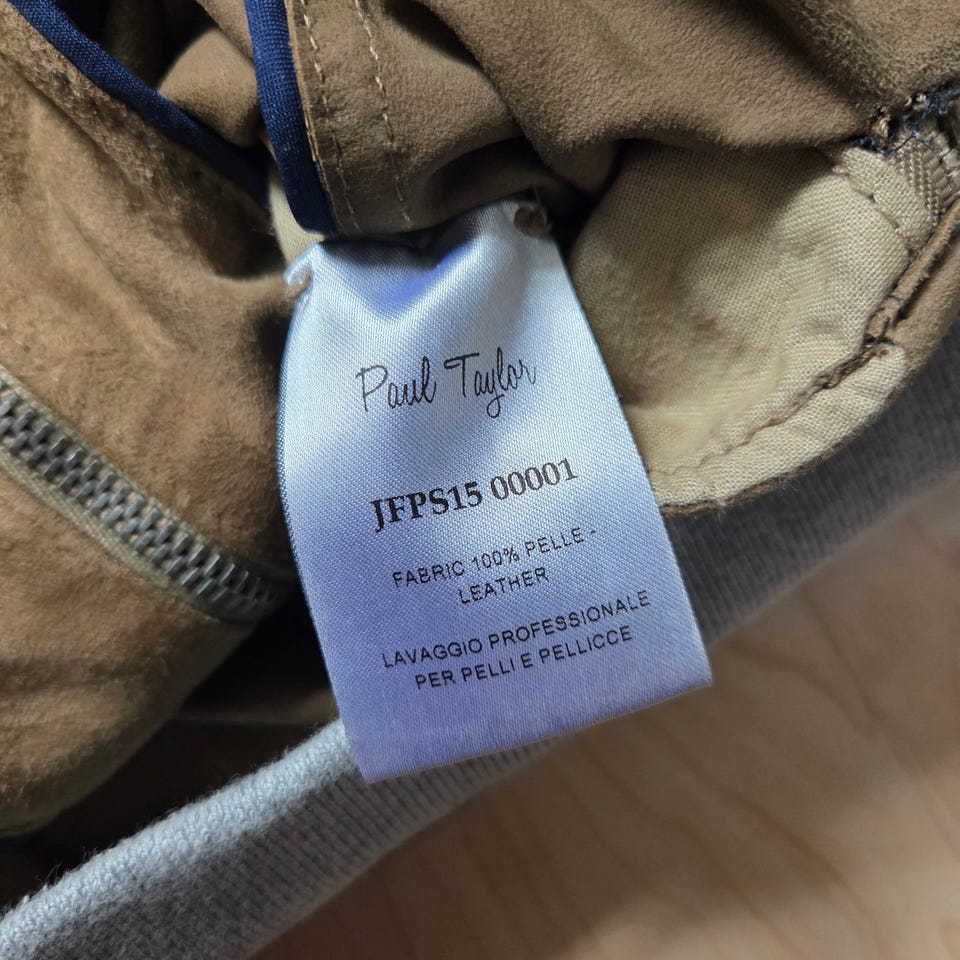 Paul Taylor
JFPS15 00001
FABRIC 100% PELLE -
LEATHER
LAVAGGIO PROFESSIONALE
PER PELLI E PELLICCE